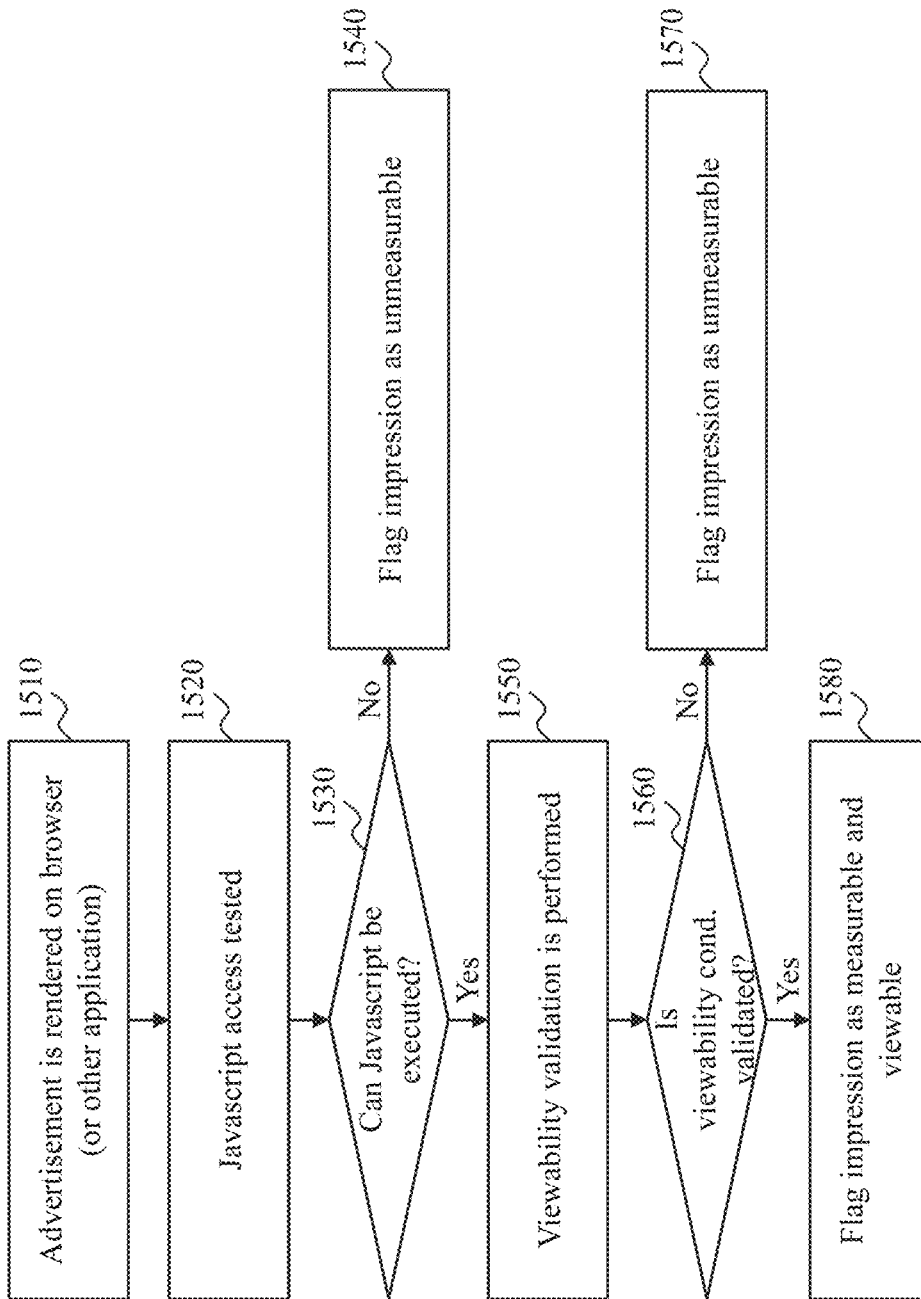 1510
Advertisement is rendered on browser
(or other application)
1520
Javascript access tested
1530
Can Javascript be
executed?
No
1540
Flag impression as unmeasurable
Yes
1550
Viewability validation is performed
1560
Is
viewability cond.
validated?
No
1570
Flag impression as unmeasurable
Yes
1580
Flag impression as measurable and
viewable